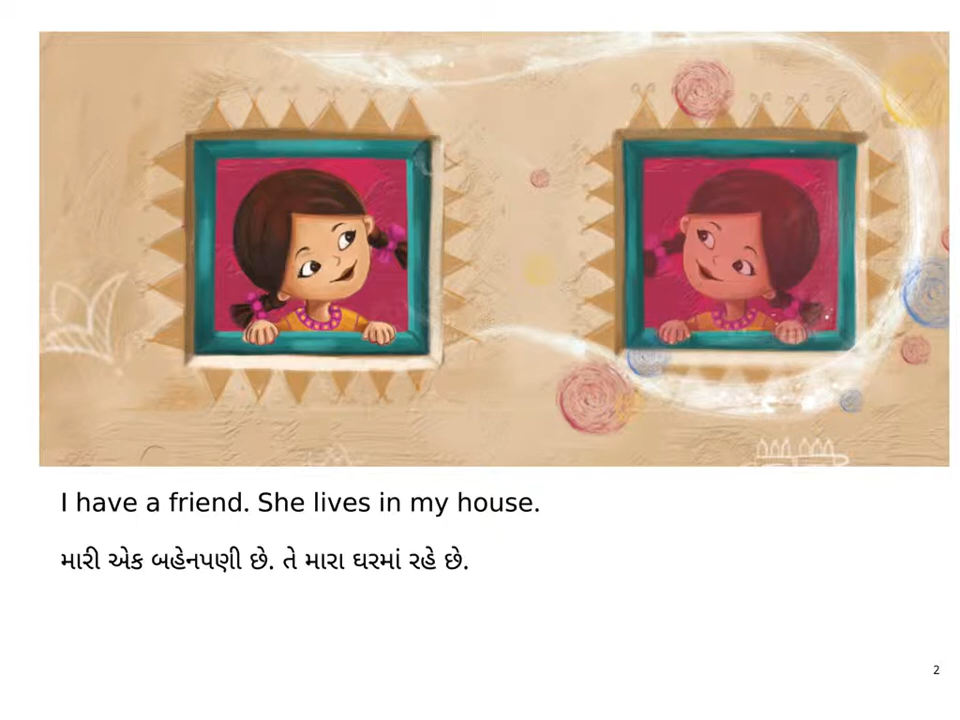 I have a friend. She lives in my house.
મારી એક બહેનપણી છે. તે મારા ઘરમાં રહે છે.
2